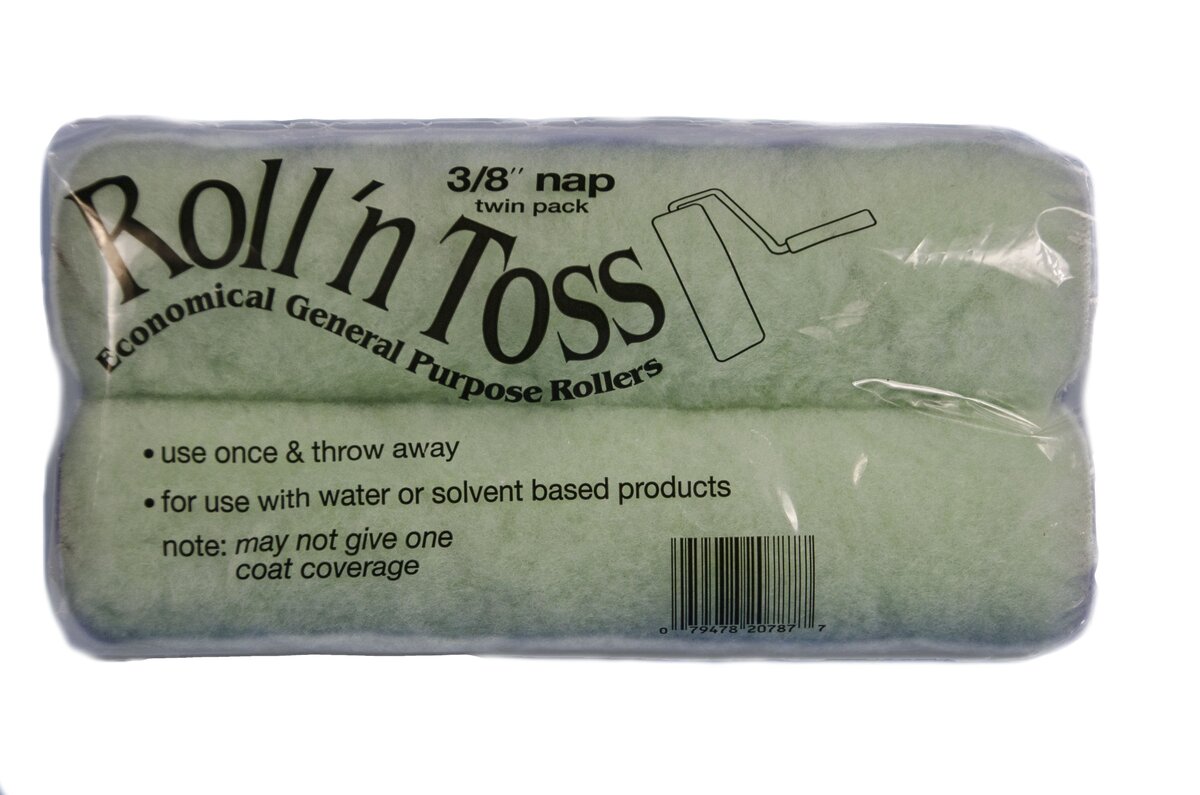 3/8" nap
twin pack
Roll 'n Toss
Economical General Purpose Rollers
• use once & throw away
• for use with water or solvent based products
note: may not give one
coat coverage
0 79478 20787 7